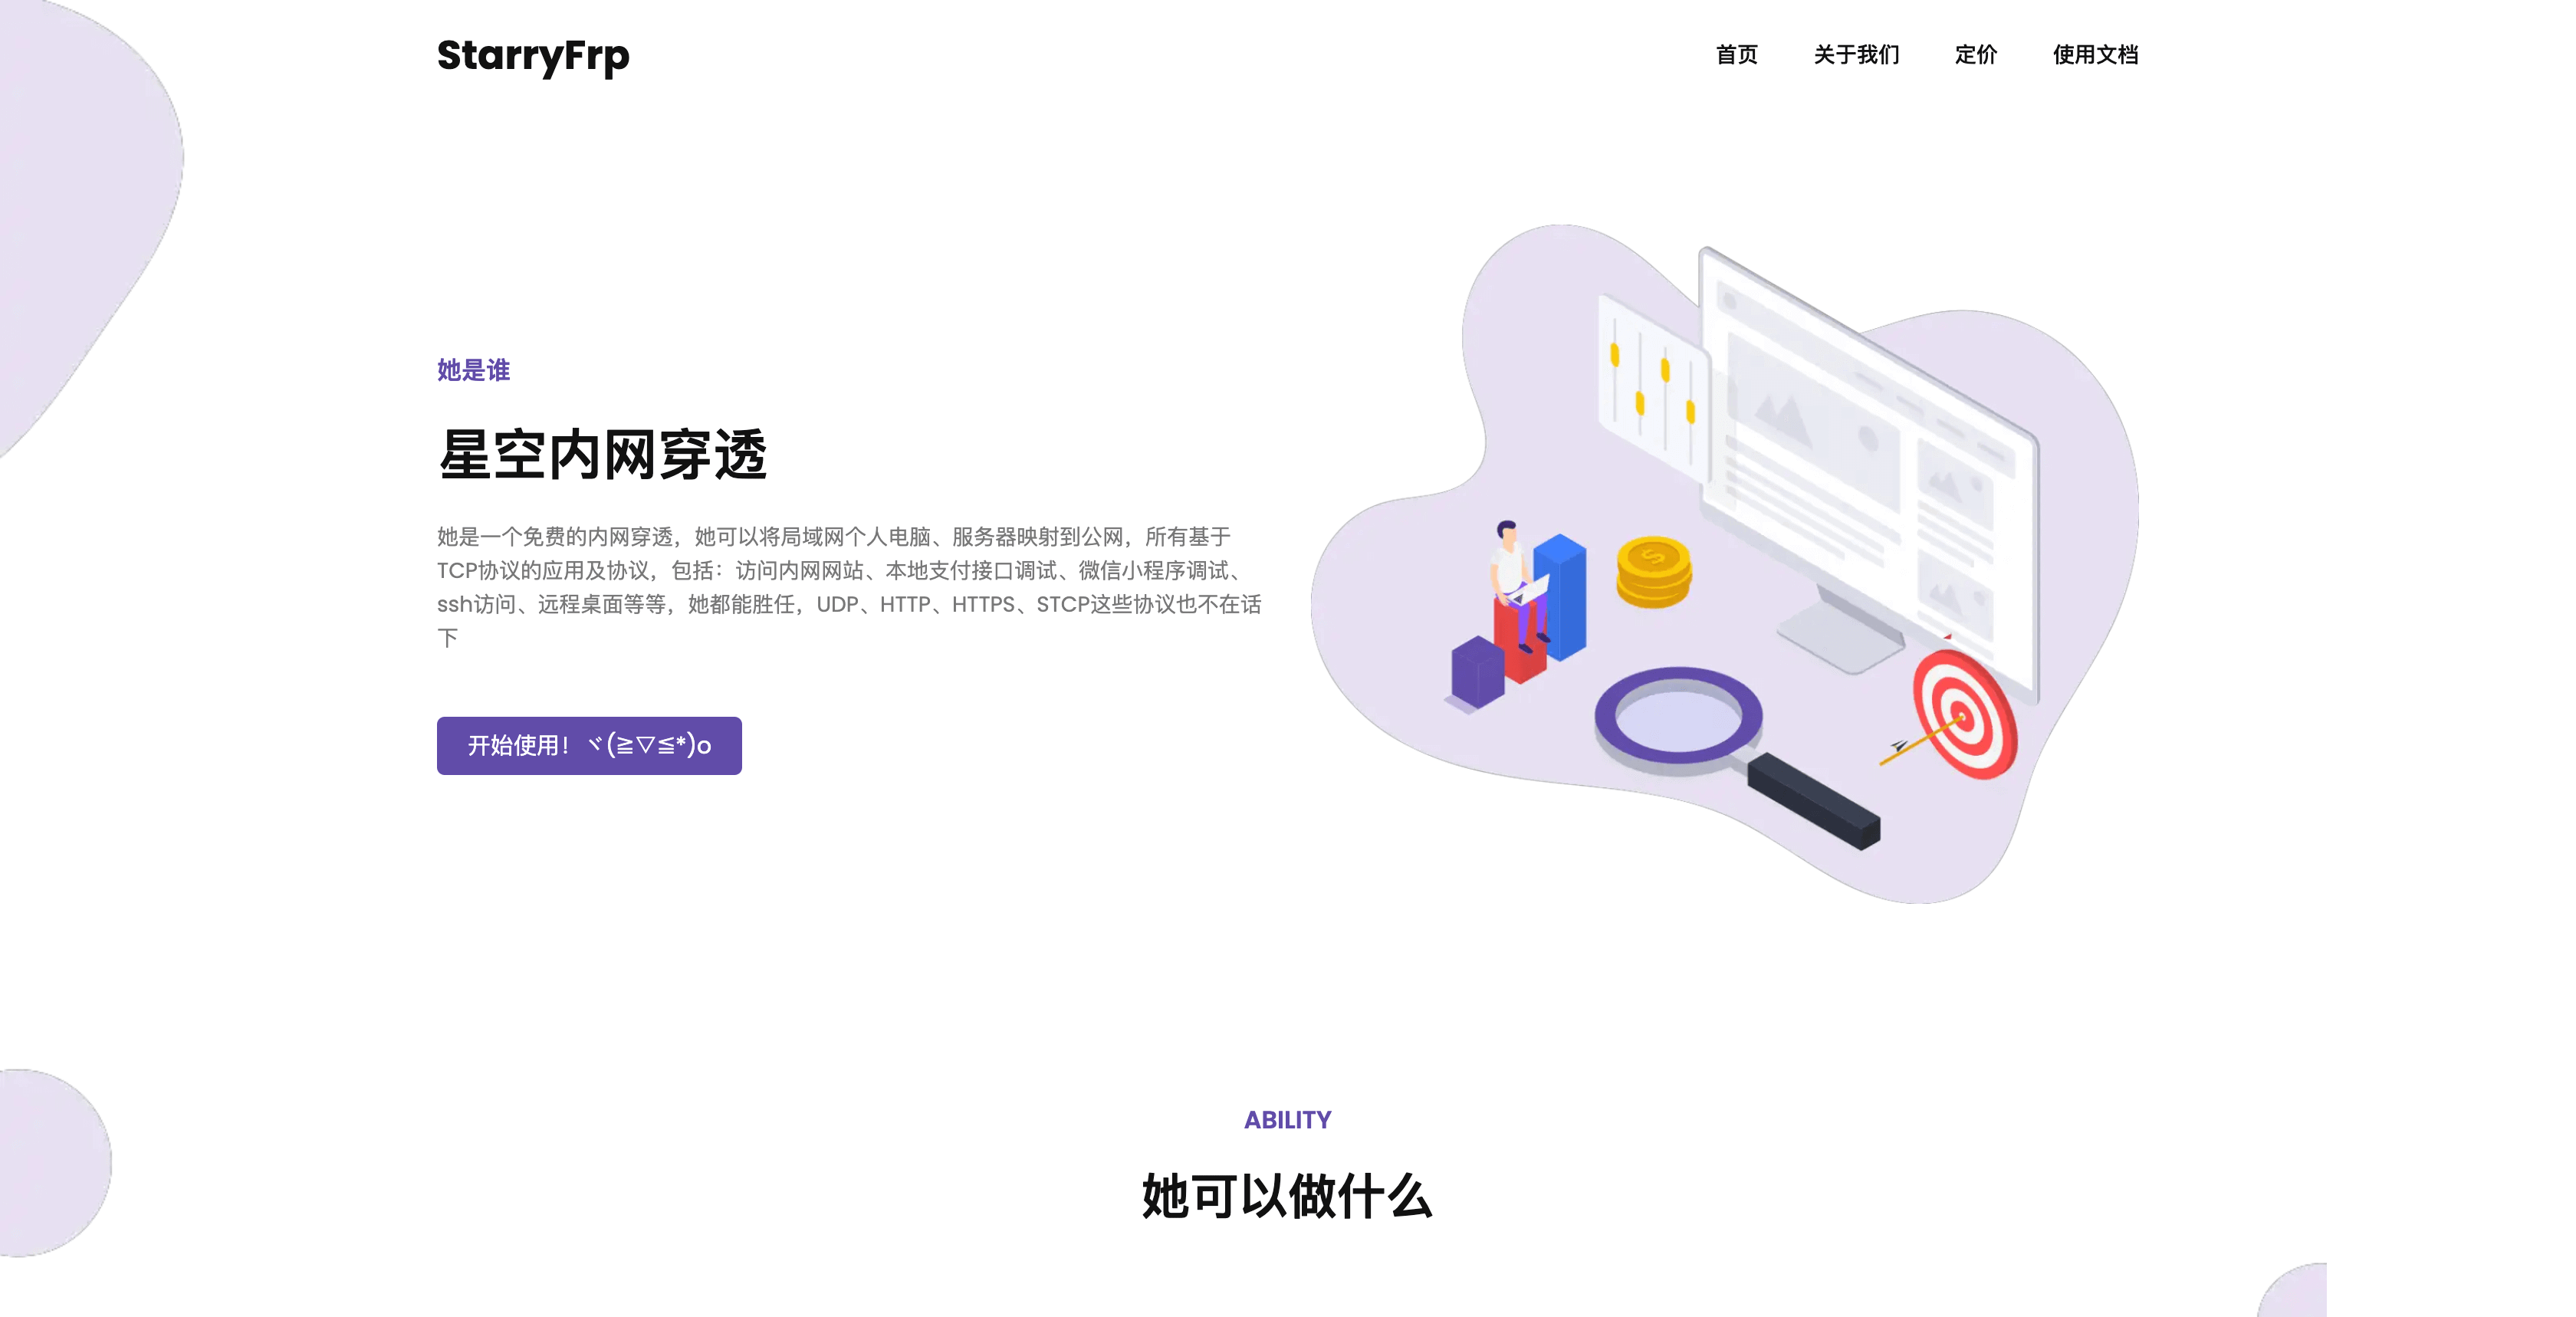 StarryFrp
首页 关于我们 定价 使用文档
她是谁
星空内网穿透
她是一个免费的内网穿透，她可以将局域网个人电脑、服务器映射到公网，所有基于
TCP协议的应用及协议，包括：访问内网网站、本地支付接口调试、微信小程序调试、
ssh访问、远程桌面等等，她都能胜任，UDP、HTTP、HTTPS、STCP这些协议也不在话
下
开始使用！ヾ(≧▽≦*)o
ABILITY
她可以做什么